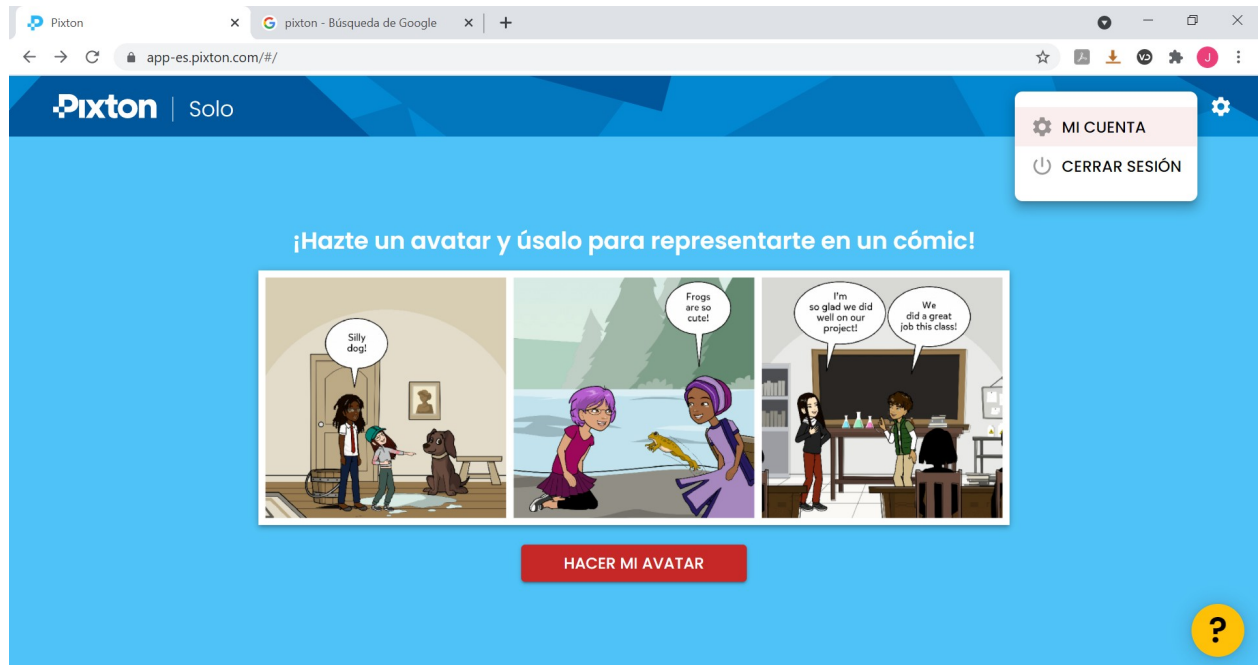 Pixton
pixton - Búsqueda de Google
app-es.pixton.com/#/
J
Pixton | Solo
MI CUENTA
CERRAR SESIÓN
¡Hazte un avatar y úsalo para representarte en un cómic!
Silly
dog!
Frogs
are so
cute!
I'm
so glad we did
well on our
project!
We
did a great
job this class!
HACER MI AVATAR
?